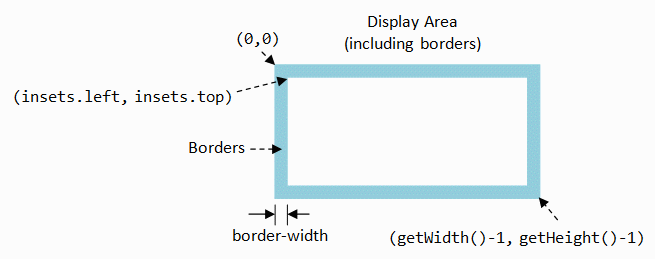 Display Area
(including borders)
(0,0)
(insets.left, insets.top)
Borders
border-width
(getWidth()-1, getHeight()-1)